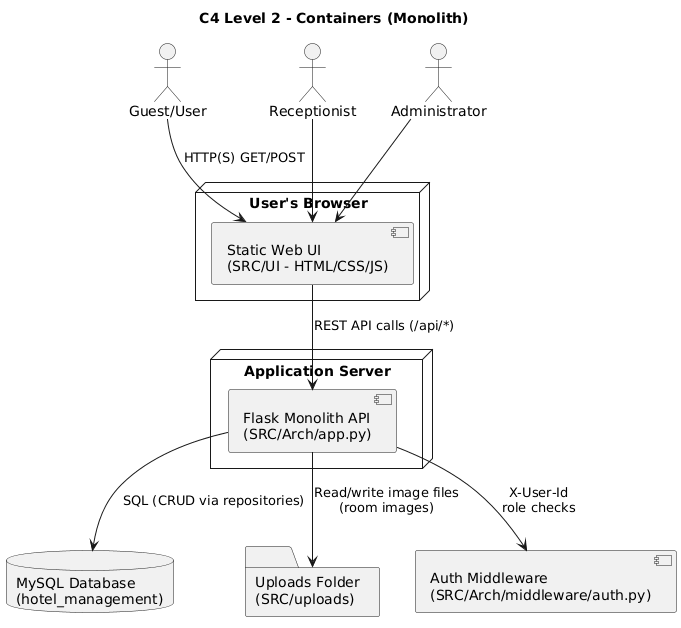 C4 Level 2 - Containers (Monolith)
Guest/User
Receptionist
Administrator
HTTP(S) GET/POST
User's Browser
Static Web UI
(SRC/UI - HTML/CSS/JS)
REST API calls (/api/*)
Application Server
Flask Monolith API
(SRC/Arch/app.py)
SQL (CRUD via repositories)
Read/write image files
(room images)
X-User-Id
role checks
MySQL Database
(hotel_management)
Uploads Folder
(SRC/uploads)
Auth Middleware
(SRC/Arch/middleware/auth.py)